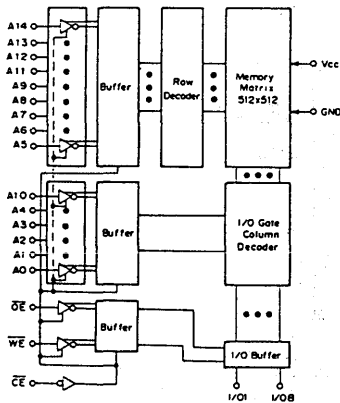 A14
A13
A12
A11
A9
A8
A7
A6
A5
Buffer
Row
Decoder
Memory
Matrix
512x512
Vcc
GND
A10
A4
A3
A2
A1
A0
Buffer
I/O Gate
Column
Decoder
OE
WE
CE
Buffer
I/O Buffer
I/O1
I/O8